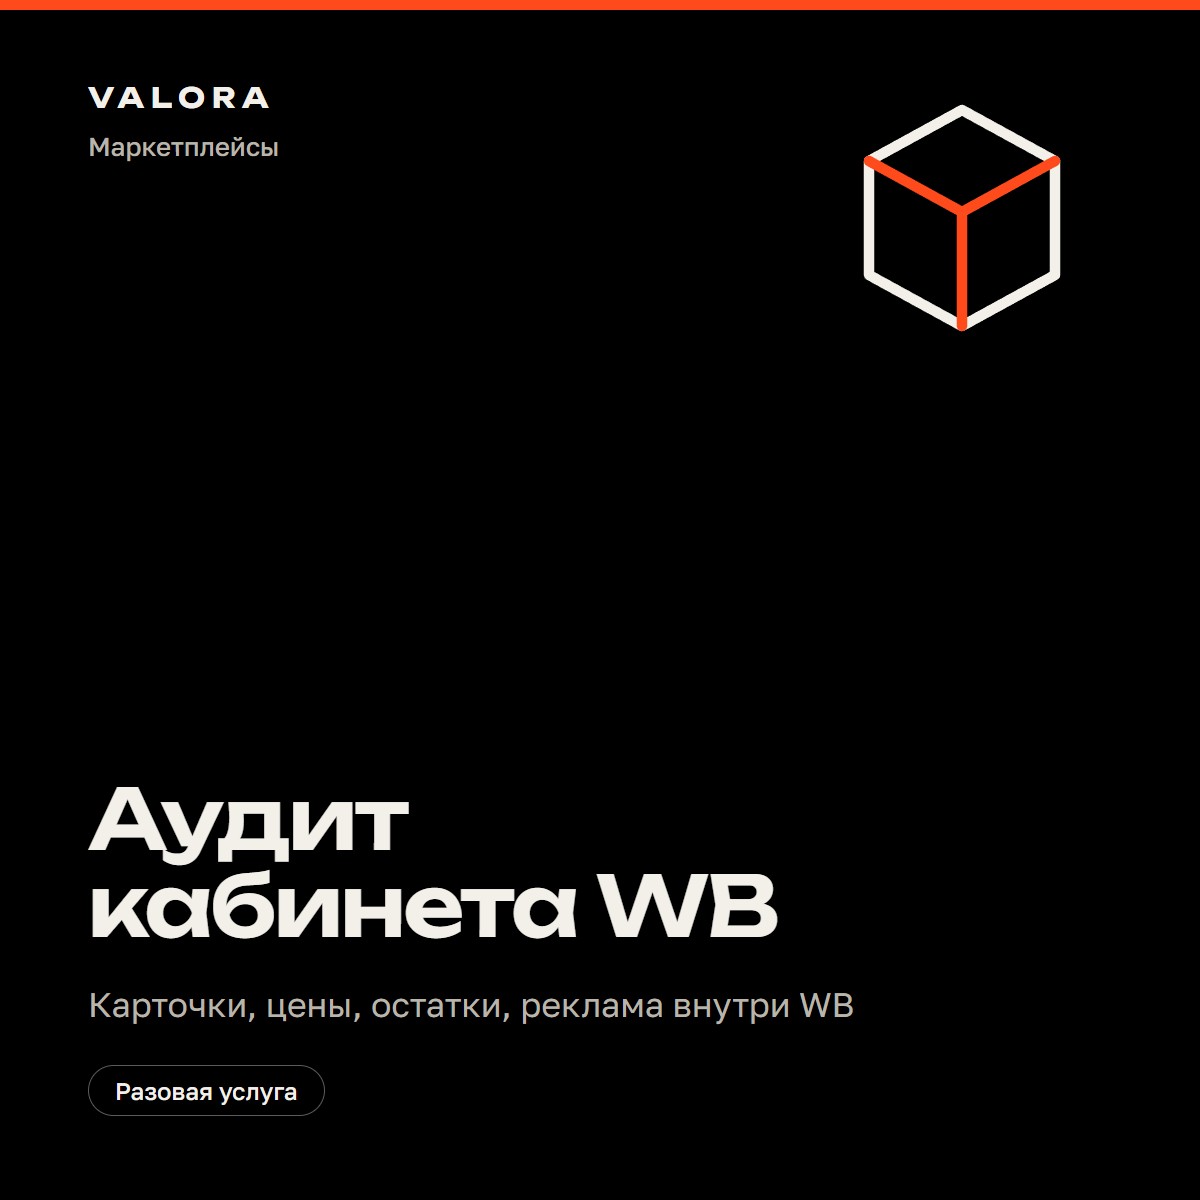 VALORA
Маркетплейсы
Аудит
кабинета WB
Карточки, цены, остатки, реклама внутри WB
Разовая услуга